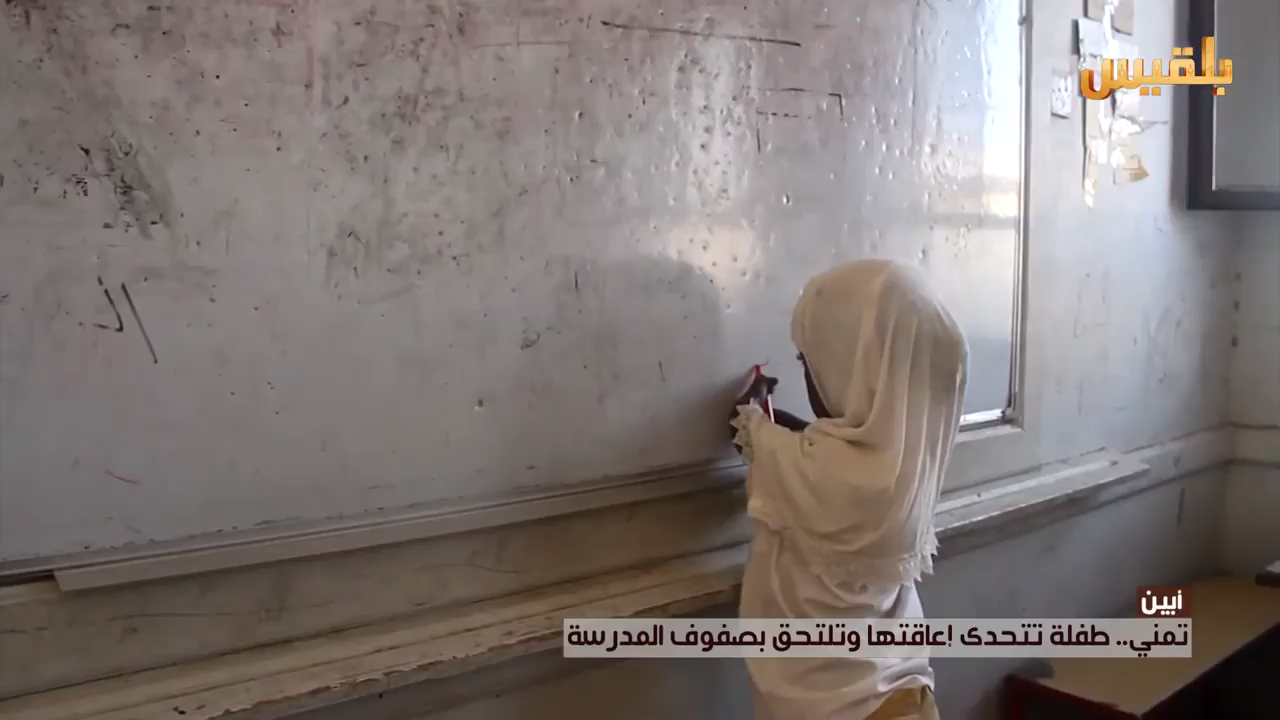 بلقيس
أبين
تمني.. طفلة تتحدى إعاقتها وتلتحق بصفوف المدرسة